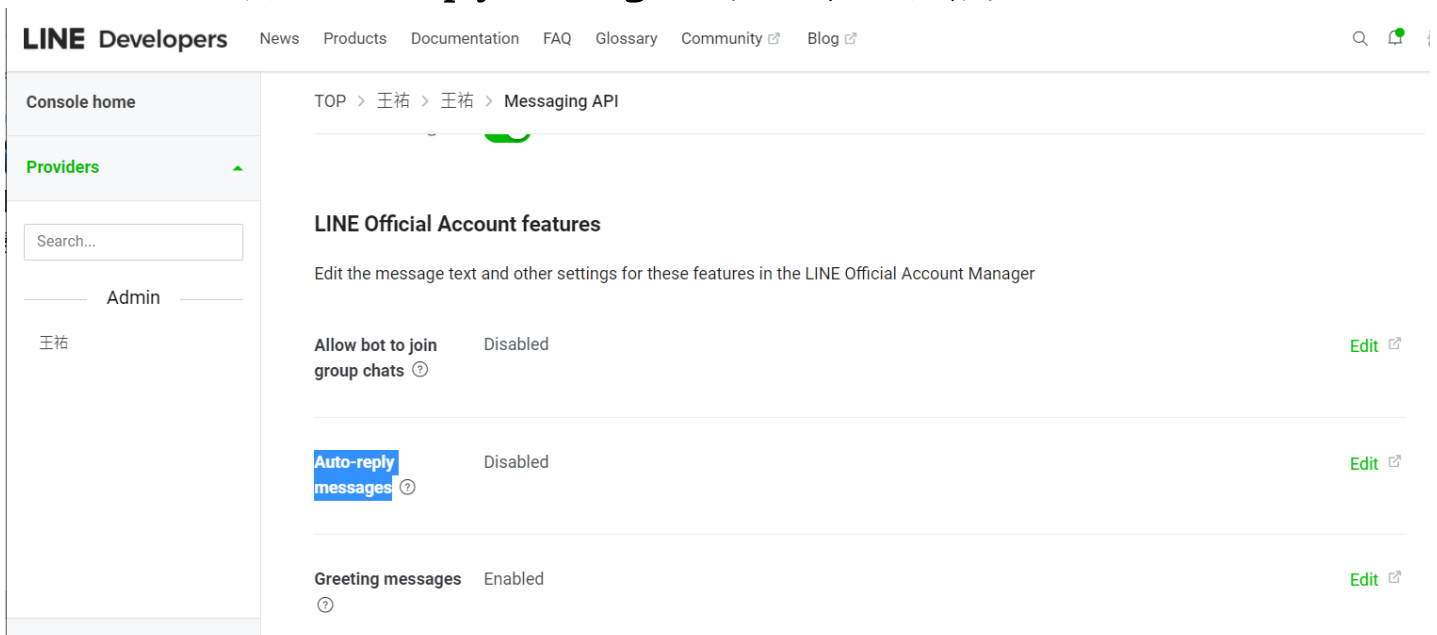 LINE Developers News Products Documentation FAQ Glossary Community Blog
Console home
TOP > 王祐 > 王祐 > Messaging API
Providers
LINE Official Account features
Search...
Edit the message text and other settings for these features in the LINE Official Account Manager
Admin
王祐
Allow bot to join group chats
Disabled
Edit
Auto-reply
messages
Disabled
Edit
Greeting messages
Enabled
Edit